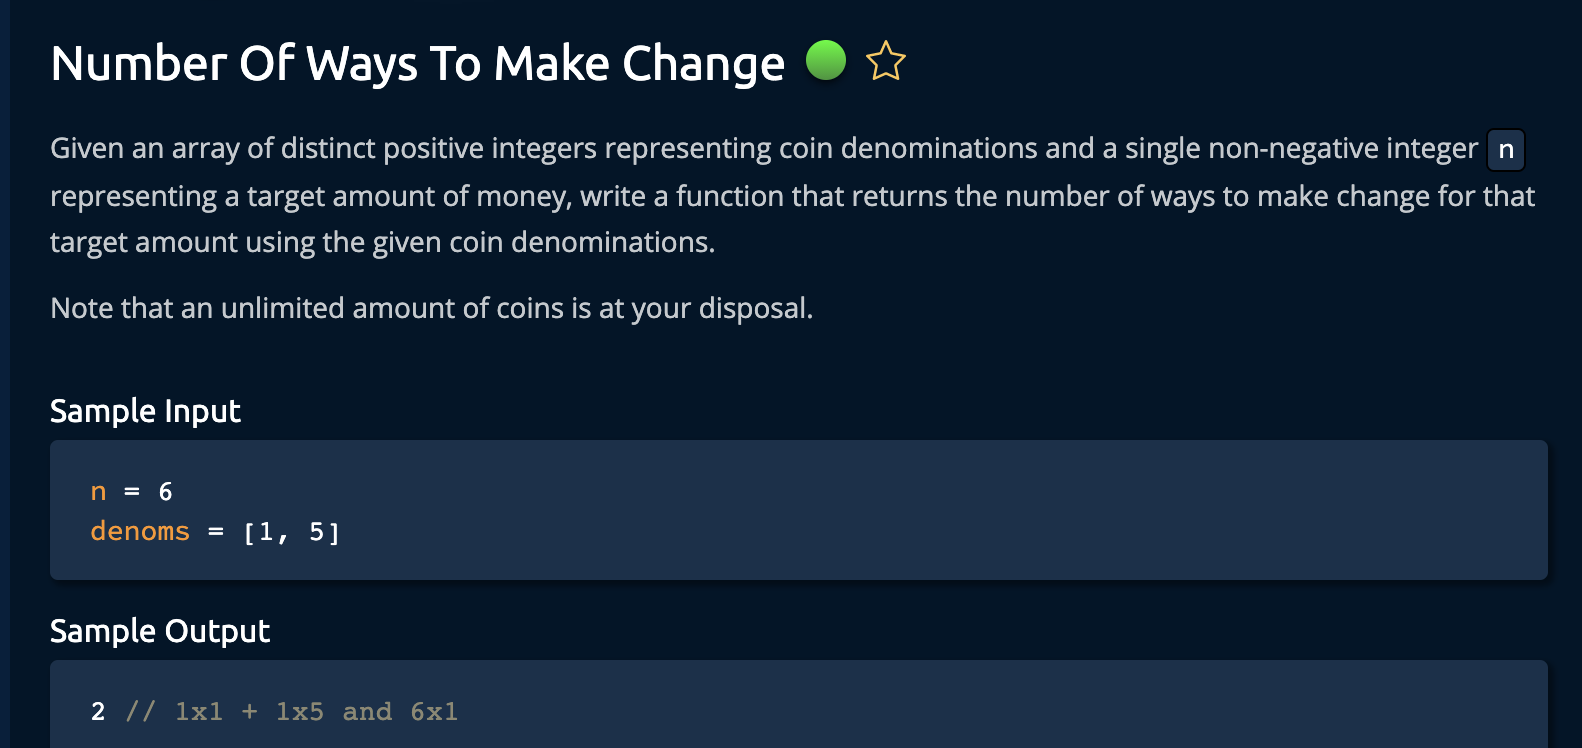 Number Of Ways To Make Change
Given an array of distinct positive integers representing coin denominations and a single non-negative integer n
representing a target amount of money, write a function that returns the number of ways to make change for that
target amount using the given coin denominations.
Note that an unlimited amount of coins is at your disposal.
Sample Input
n = 6
denoms = [1, 5]
Sample Output
2 // 1x1 + 1x5 and 6x1